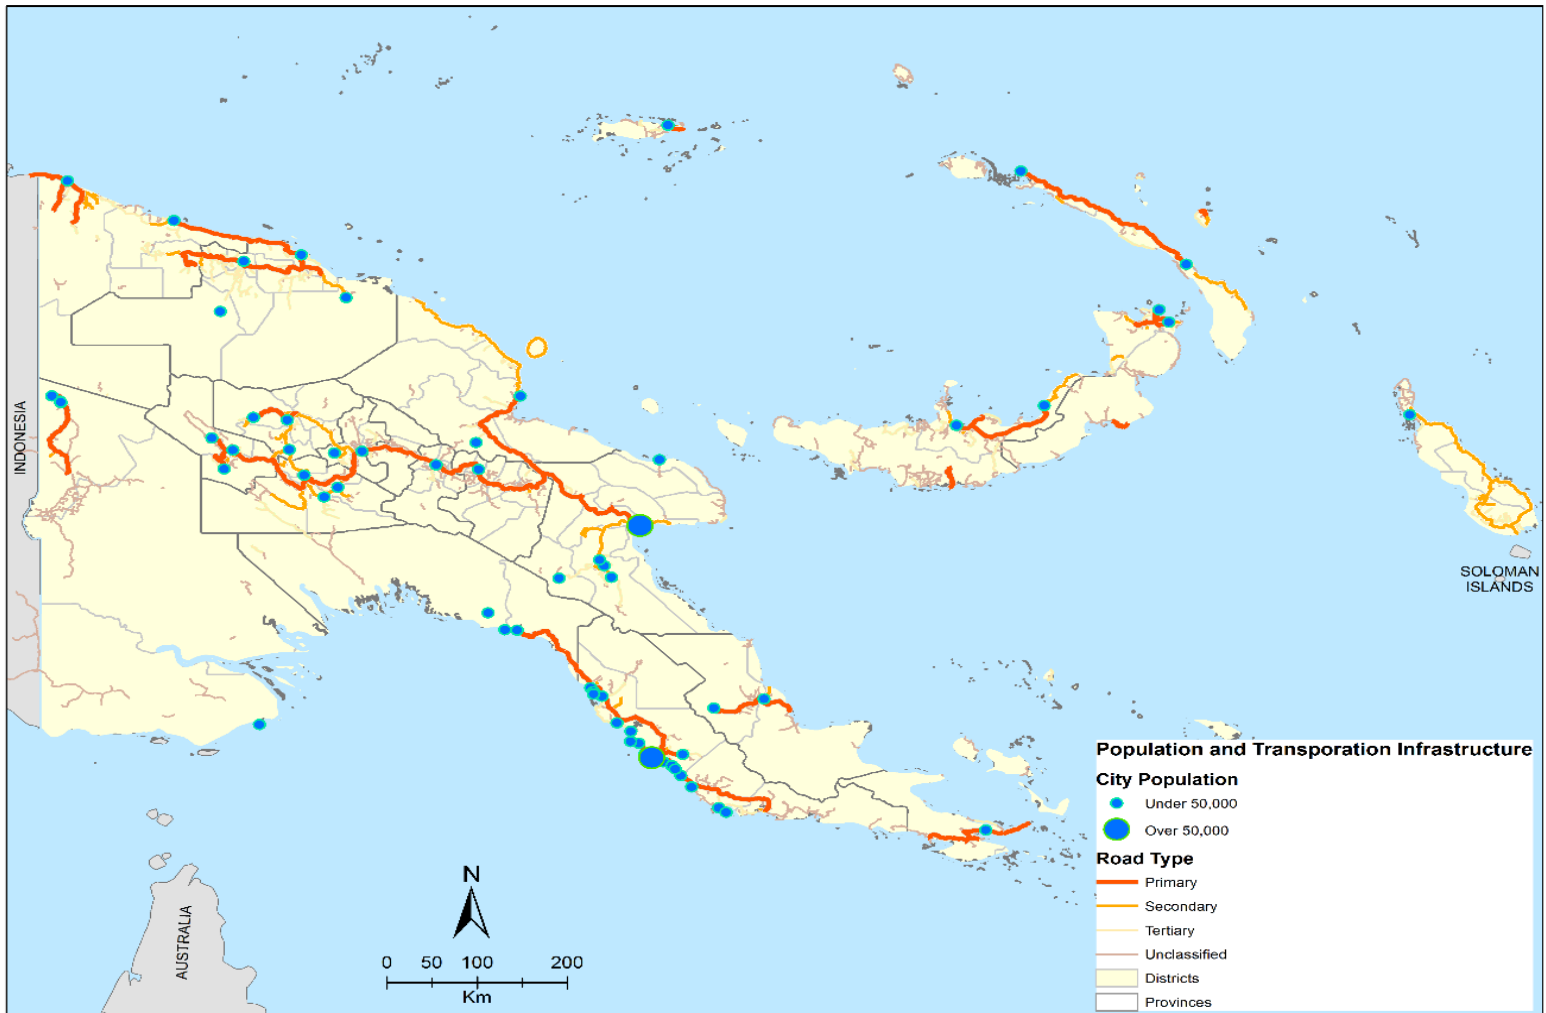 INDONESIA
SOLOMAN
ISLANDS
AUSTRALIA
N
0 50 100 200
Km
Population and Transporation Infrastructure
City Population
Under 50,000
Over 50,000
Road Type
Primary
Secondary
Tertiary
Unclassified
Districts
Provinces